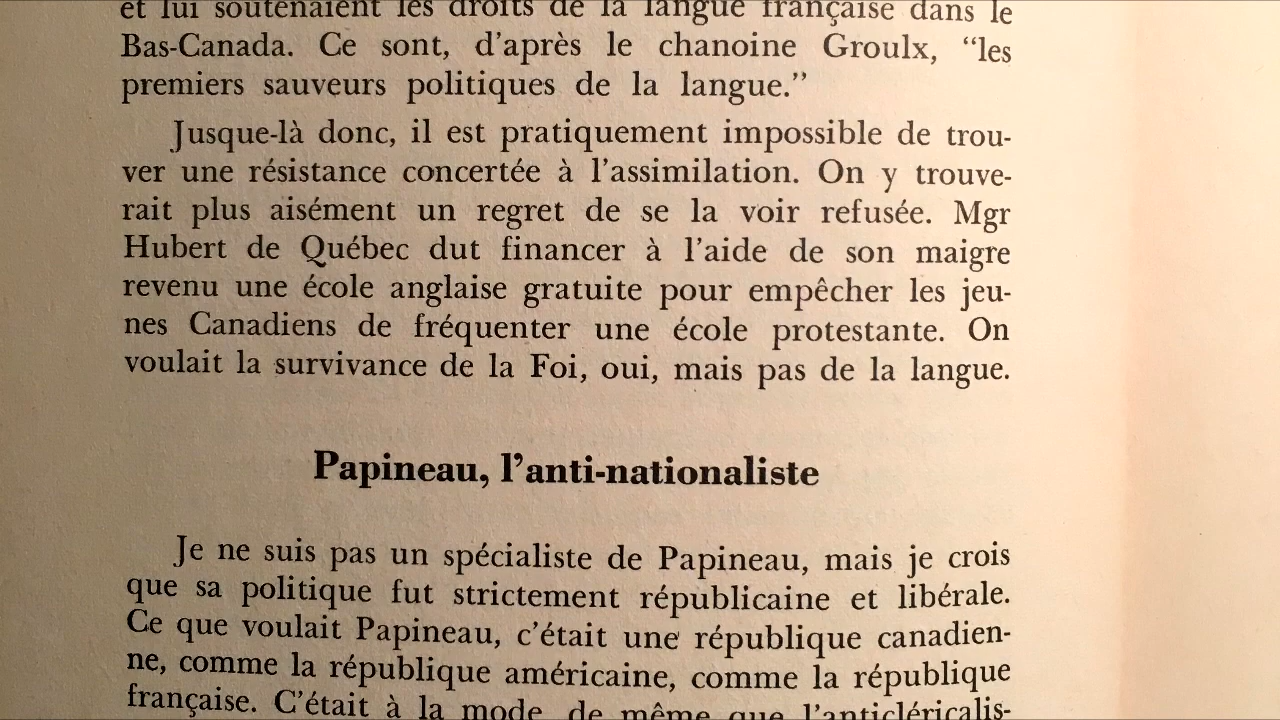 et lui soutenaient les droits de la langue française dans le
Bas-Canada. Ce sont, d'après le chanoine Groulx, “les
premiers sauveurs politiques de la langue.”
Jusque-là donc, il est pratiquement impossible de trou-
ver une résistance concertée à l'assimilation. On y trouve-
rait plus aisément un regret de se la voir refusée. Mgr
Hubert de Québec dut financer à l'aide de son maigre
revenu une école anglaise gratuite pour empêcher les jeu-
nes Canadiens de fréquenter une école protestante. On
voulait la survivance de la Foi, oui, mais pas de la langue.
Papineau, l'anti-nationaliste
Je ne suis pas un spécialiste de Papineau, mais je crois
que sa politique fut strictement républicaine et libérale.
Ce que voulait Papineau, c'était une république canadien-
ne, comme la république américaine, comme la république
française. C'était à la mode, de même que l'anticléricalis-